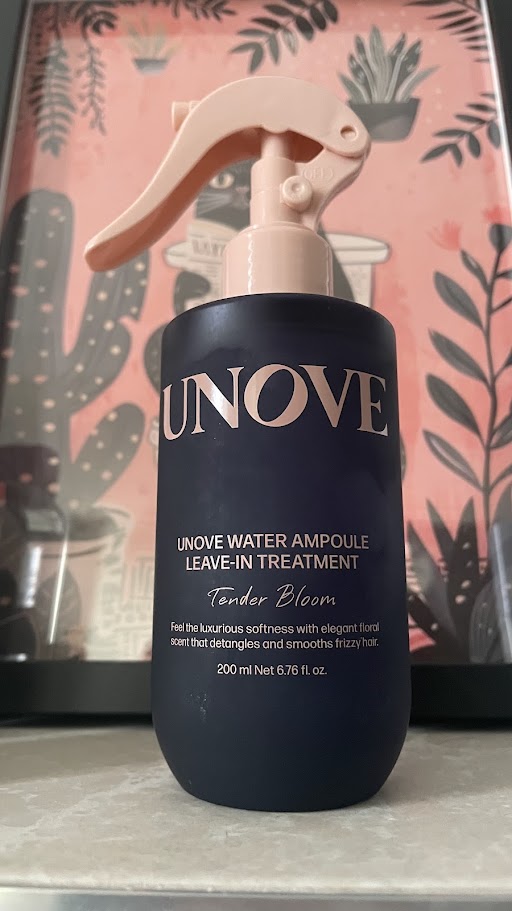 UNOVE
UNOVE WATER AMPOULE
LEAVE-IN TREATMENT
Tender Bloom
Feel the luxurious softness with elegant floral
scent that detangles and smooths frizzy hair.
200 ml Net 6.76 fl. oz.